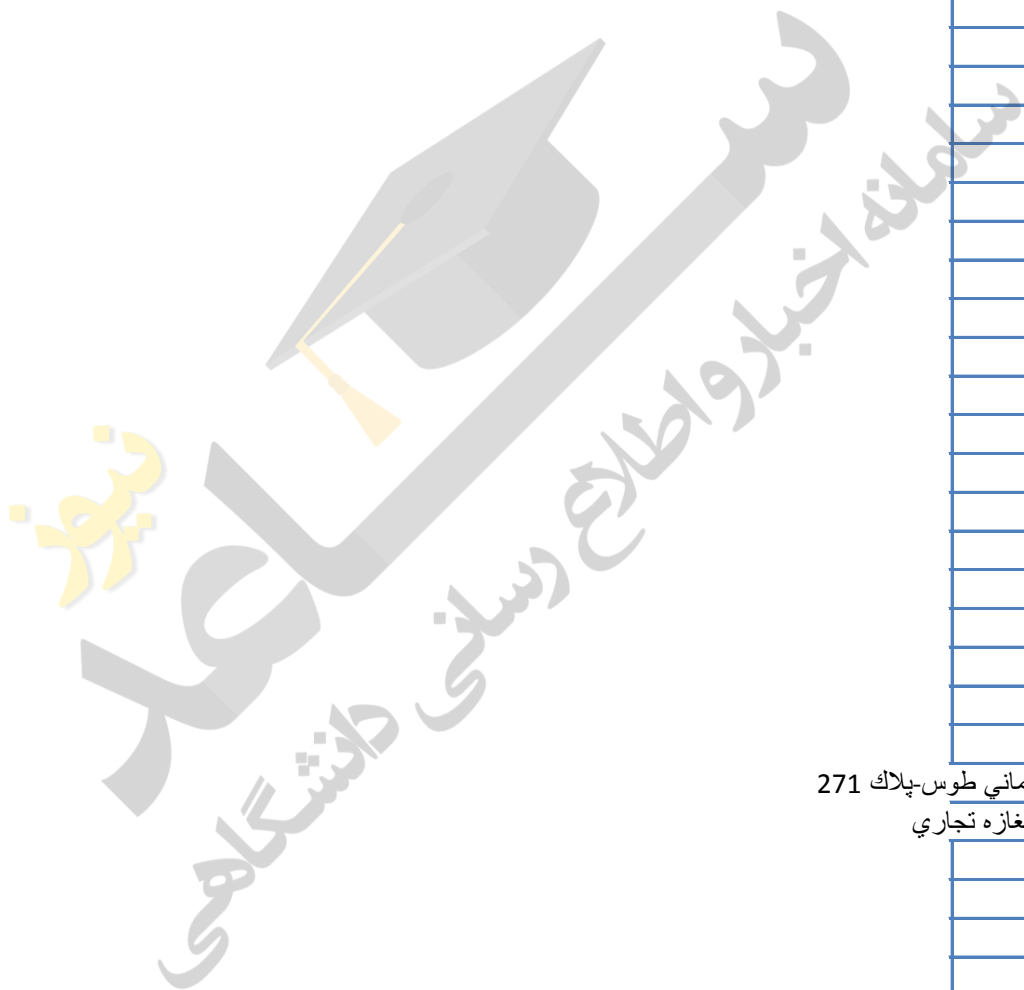 ساعد
نیوز
سامانه اخبار و اطلاع رسانی دانشگاهی
ماني طوس-پلاك 271
غازه تجاري